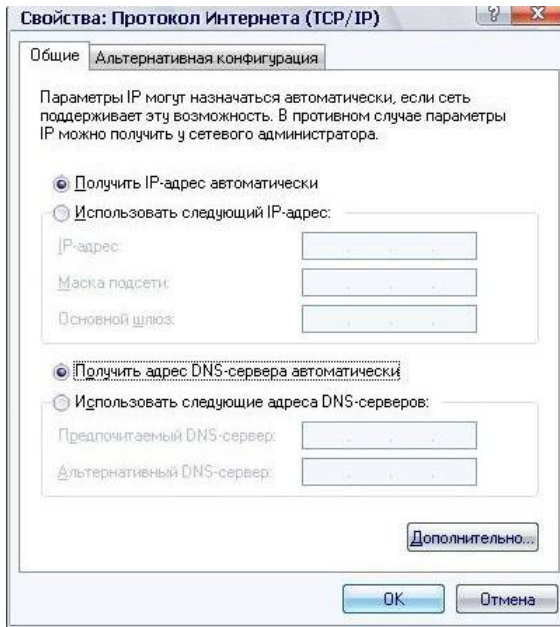 Свойства: Протокол Интернета (TCP/IP)
Общие
Альтернативная конфигурация
Параметры IP могут назначаться автоматически, если сеть
поддерживает эту возможность. В противном случае параметры
IP можно получить у сетевого администратора.
Получить IP-адрес автоматически
Использовать следующий IP-адрес:
IP-адрес:
Маска подсети:
Основной шлюз:
Получить адрес DNS-сервера автоматически
Использовать следующие адреса DNS-серверов:
Предпочитаемый DNS-сервер:
Альтернативный DNS-сервер:
Дополнительно...
OK
Отмена